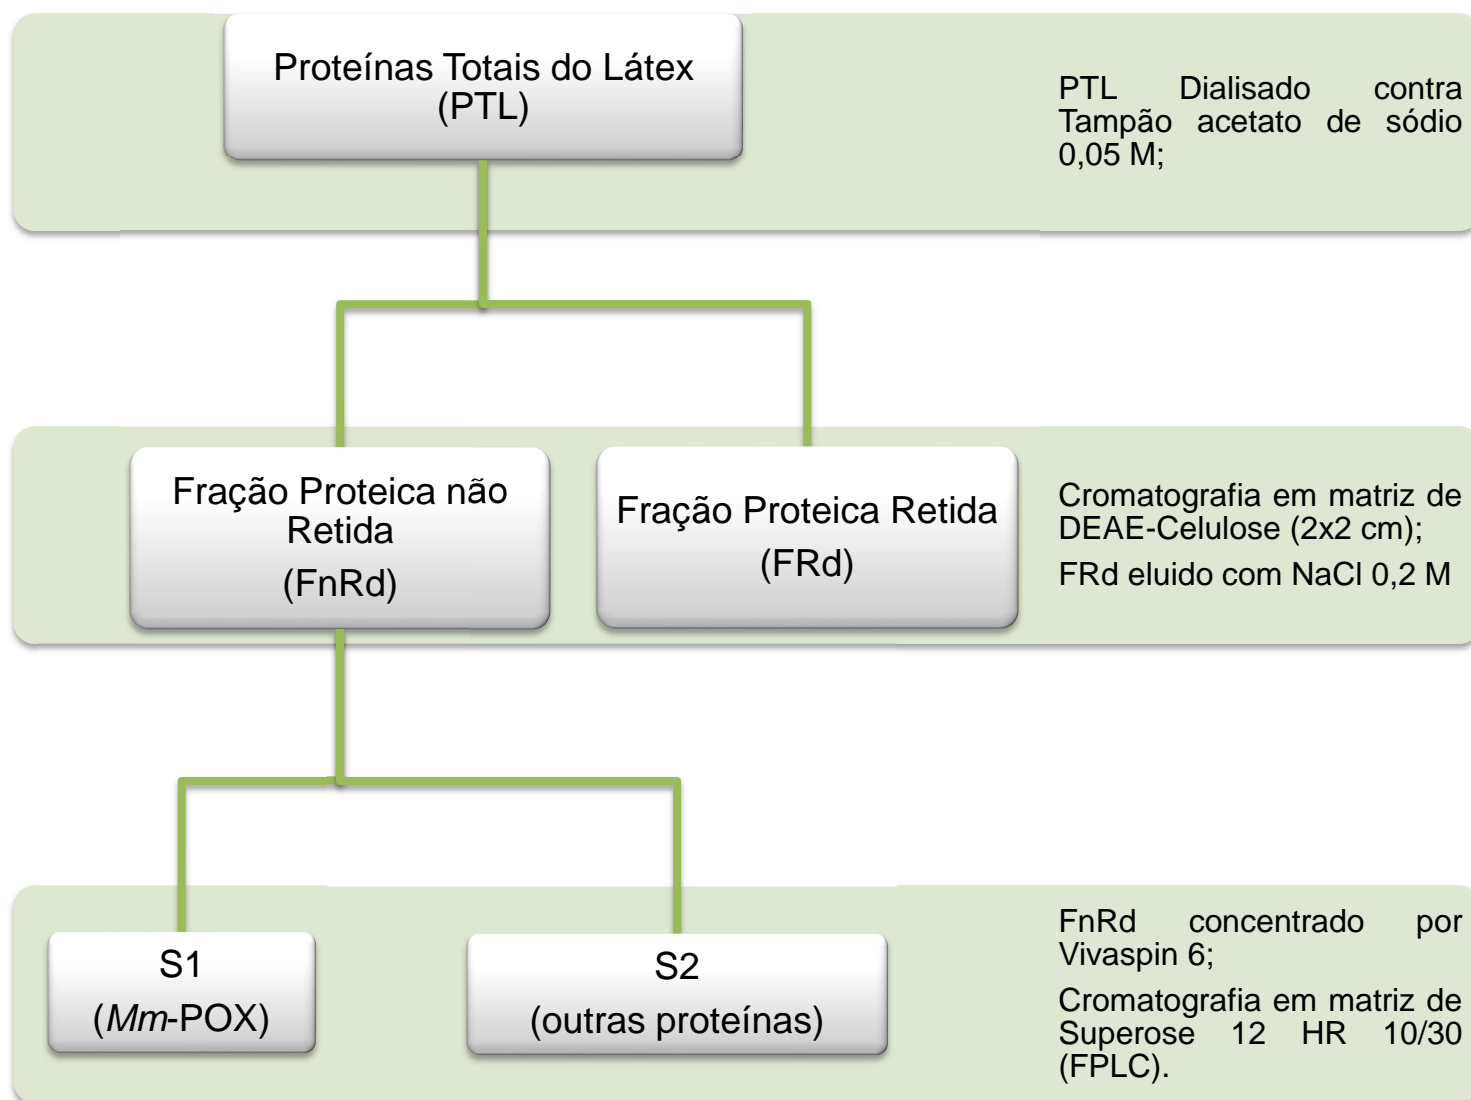 Proteínas Totais do Látex
(PTL)
PTL Dialisado contra
Tampão acetato de sódio
0,05 M;
Fração Proteica não
Retida
(FnRd)
Fração Proteica Retida
(FRd)
Cromatografia em matriz de
DEAE-Celulose (2x2 cm);
FRd eluido com NaCl 0,2 M
S1
(Mm-POX)
S2
(outras proteínas)
FnRd concentrado por
Vivaspin 6;
Cromatografia em matriz de
Superose 12 HR 10/30
(FPLC).